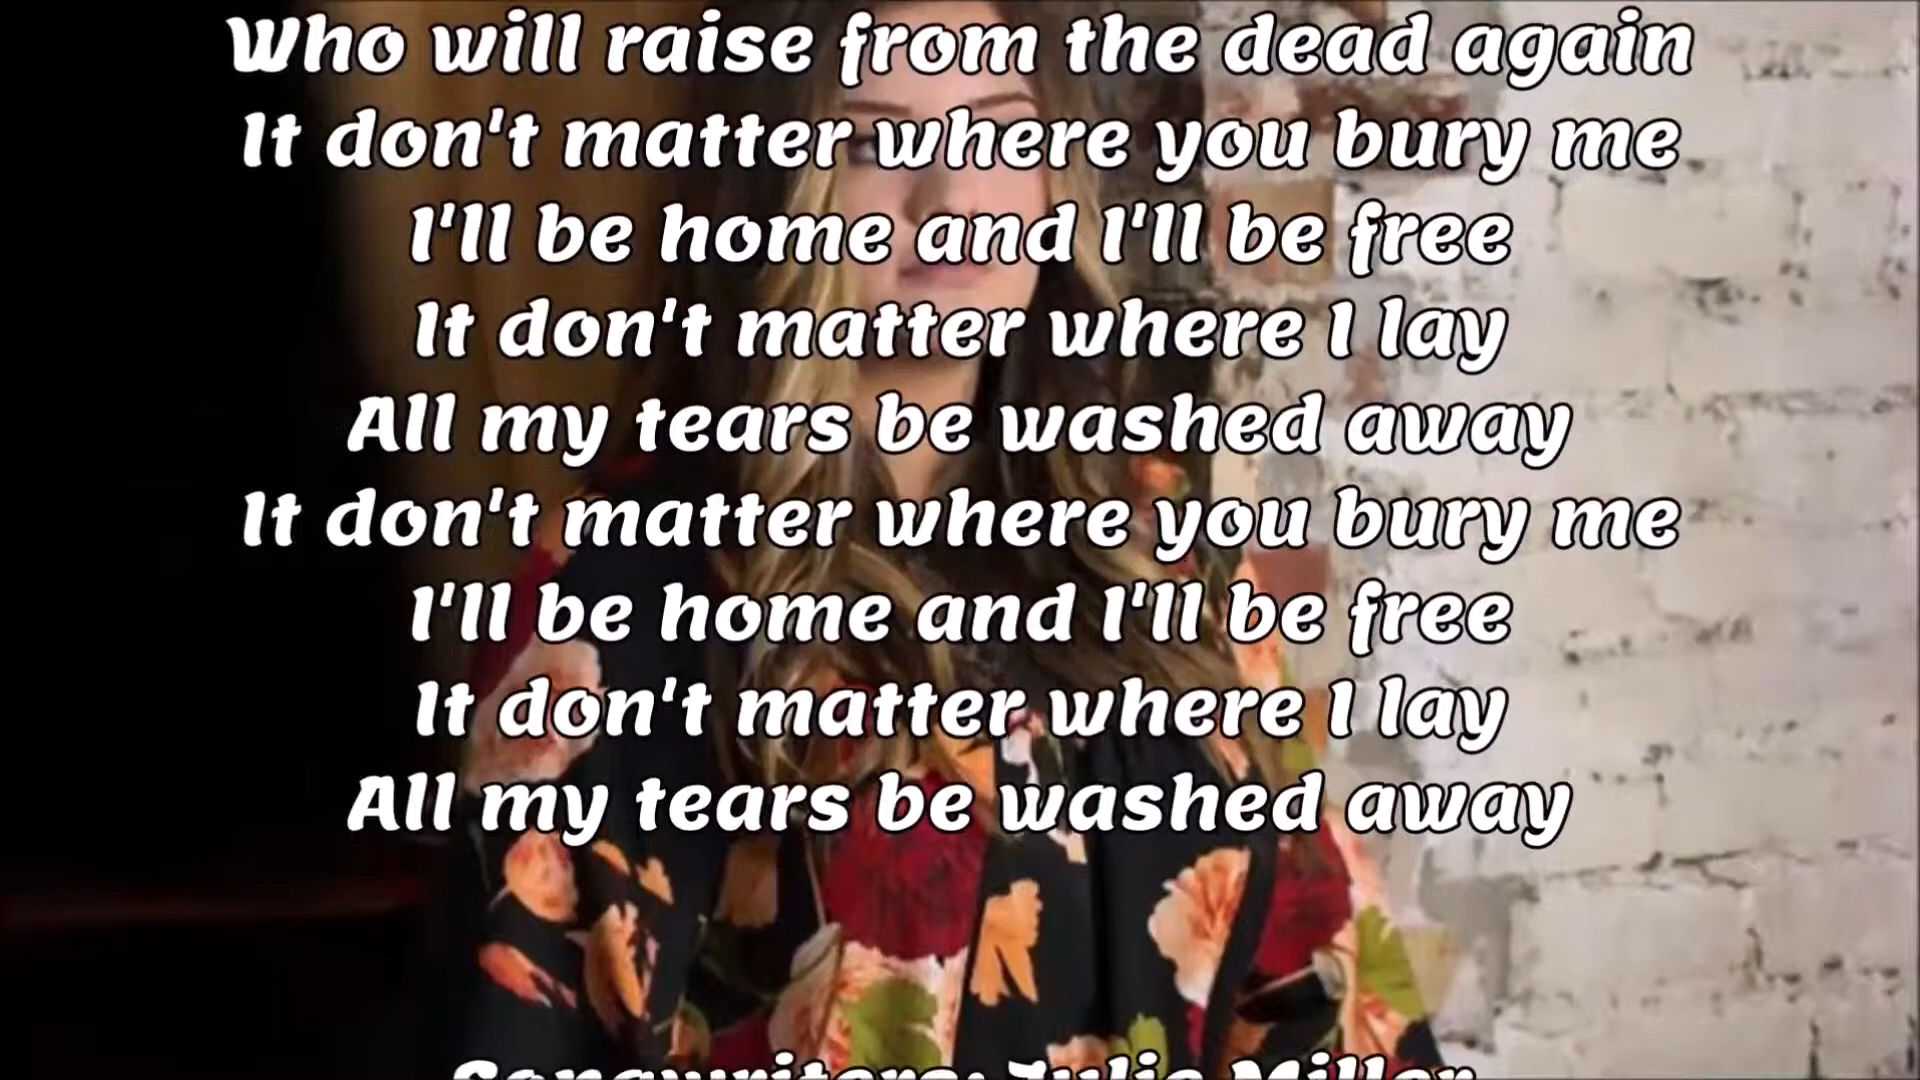 Who will raise from the dead again
It don't matter where you bury me
I'll be home and I'll be free
It don't matter where I lay
All my tears be washed away
It don't matter where you bury me
I'll be home and I'll be free
It don't matter where I lay
All my tears be washed away
Songwriters: Julie Miller